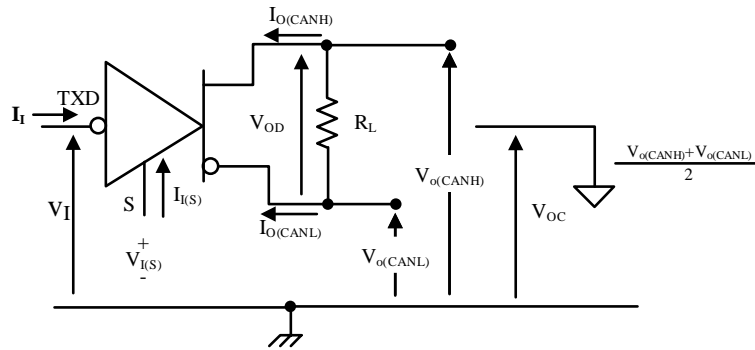 I_O(CANH)
I_I
TXD
V_OD
R_L
V_o(CANH)+V_o(CANL)
2
V_o(CANH)
V_I
S
I_I(S)
V_OC
I_O(CANL)
+
V_I(S)
-
V_o(CANL)